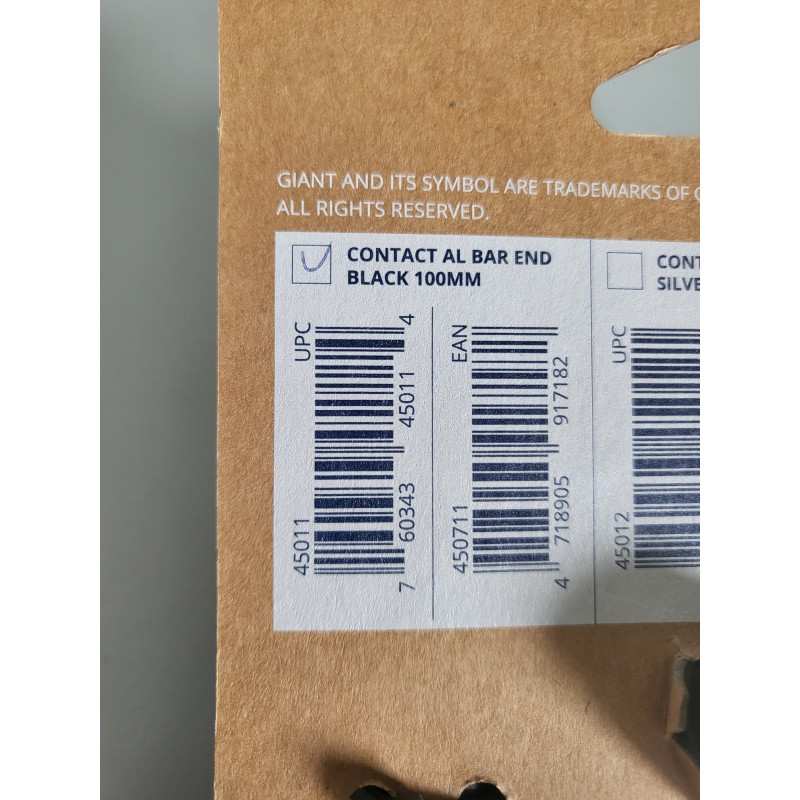 GIANT AND ITS SYMBOL ARE TRADEMARKS OF
ALL RIGHTS RESERVED.
CONTACT AL BAR END
BLACK 100MM
UPC
45011
7 60343 45011 4
EAN
450711
4 718905 917182
UPC
45012